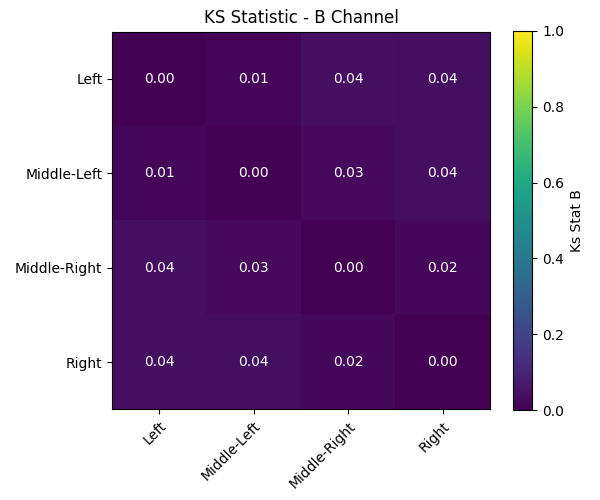 KS Statistic - B Channel
Left 0.00 0.01 0.04 0.04
Middle-Left 0.01 0.00 0.03 0.04
Middle-Right 0.04 0.03 0.00 0.02
Right 0.04 0.04 0.02 0.00
Left Middle-Left Middle-Right Right
1.0
0.8
0.6
0.4
0.2
0.0
Ks Stat B